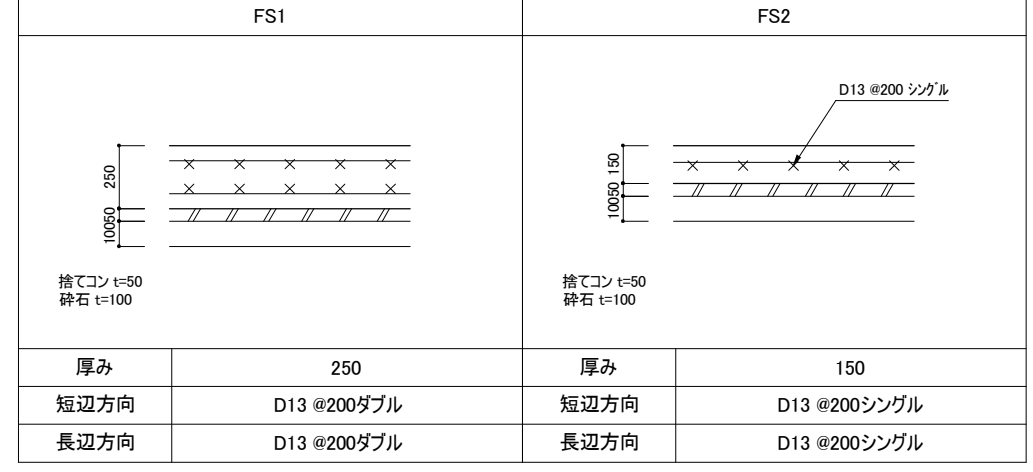 FS1
FS2
D13 @200 シングル
250
50
100
捨てコン t=50
砕石 t=100
150
50
100
捨てコン t=50
砕石 t=100
厚み 250 厚み 150
短辺方向 D13 @200ダブル 短辺方向 D13 @200シングル
長辺方向 D13 @200ダブル 長辺方向 D13 @200シングル